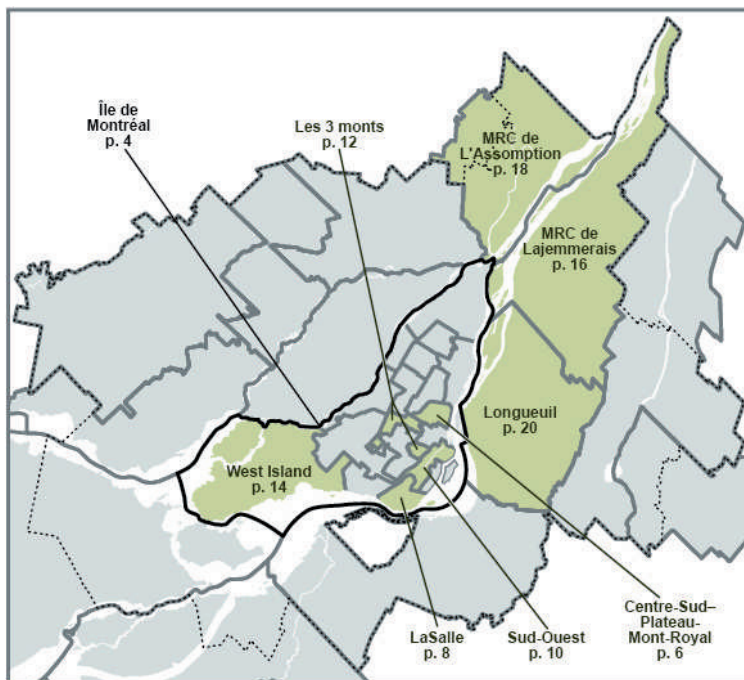 Île de
Montréal
p. 4
Les 3 monts
p. 12
MRC de
L'Assomption
p. 18
MRC de
Lajemmerais
p. 16
Longueuil
p. 20
West Island
p. 14
LaSalle
p. 8
Sud-Ouest
p. 10
Centre-Sud–
Plateau-
Mont-Royal
p. 6